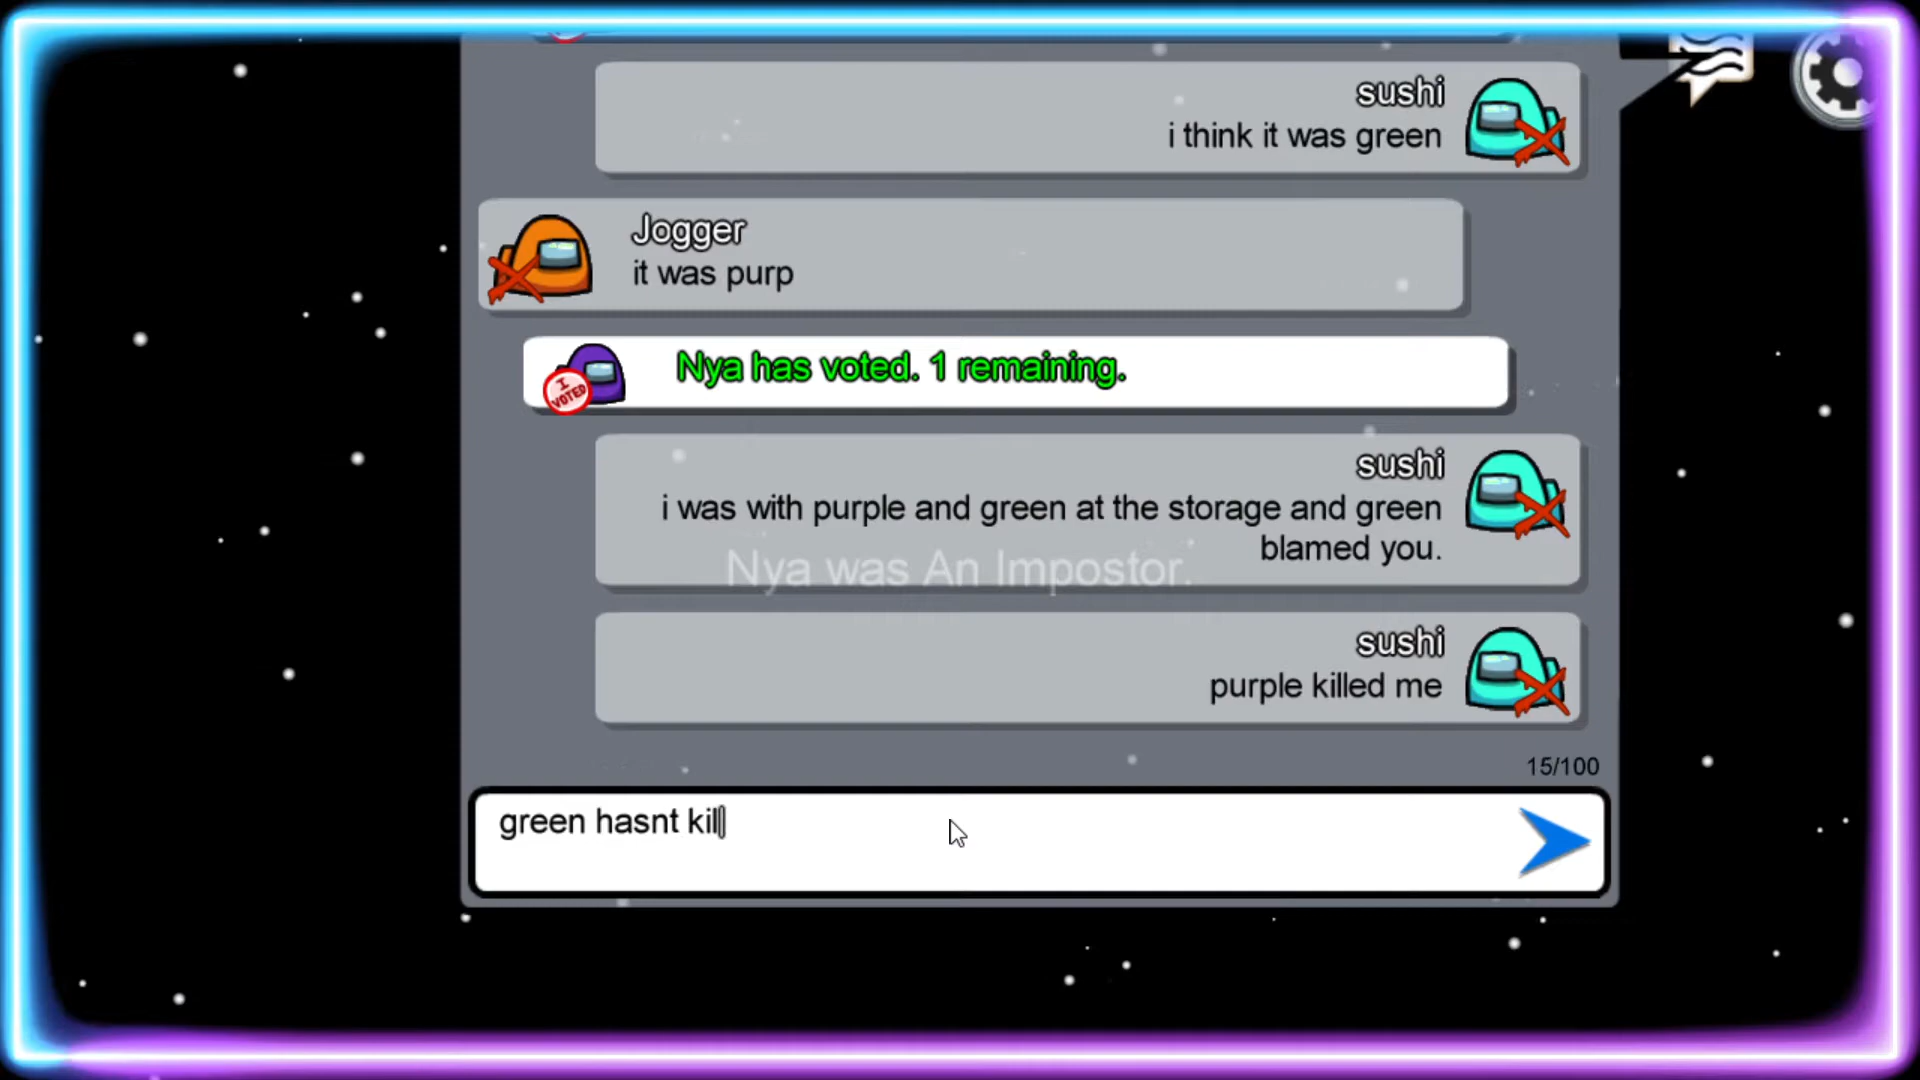 sushi
i think it was green
Jogger
it was purp
I VOTED
Nya has voted. 1 remaining.
sushi
i was with purple and green at the storage and green
blamed you.
Nya was An Impostor.
sushi
purple killed me
15/100
green hasnt kil